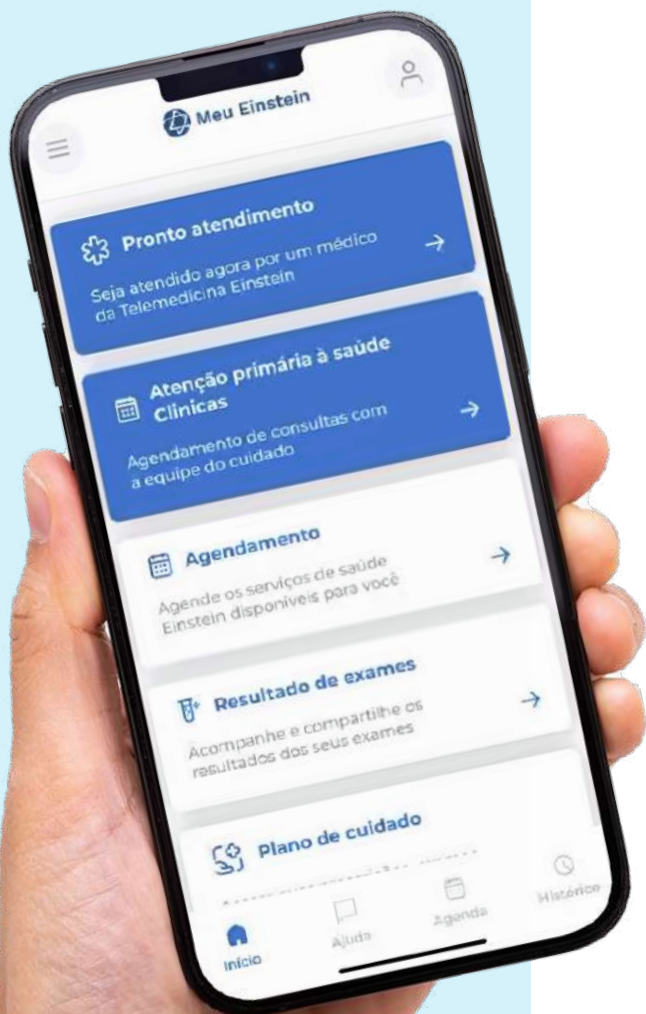 Meu Einstein
Pronto atendimento
Seja atendido agora por um médico
da Telemedicina Einstein
Atenção primária à saúde
Clínicas
Agendamento de consultas com
a equipe do cuidado
Agendamento
Agende os serviços de saúde
Einstein disponíveis para você
Resultado de exames
Acompanhe e compartilhe os
resultados dos seus exames
Plano de cuidado
Início
Ajuda
Agenda
Histórico